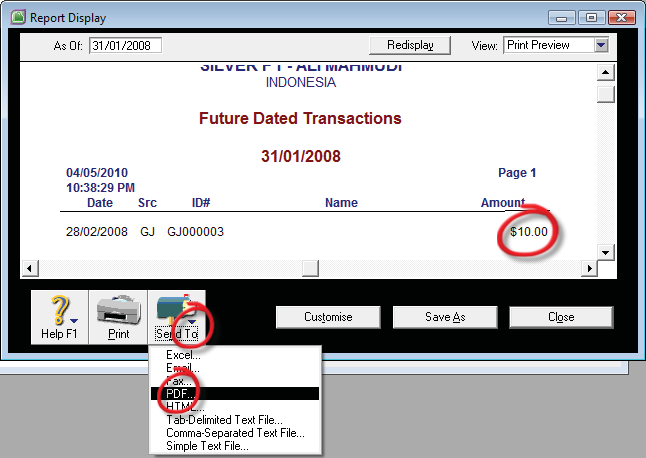 Report Display
As Of: 31/01/2008 Redisplay View: Print Preview
SILVER PT - ALI MAHMUDI
INDONESIA
Future Dated Transactions
31/01/2008
04/05/2010 Page 1
10:38:29 PM
Date Src ID# Name Amount
28/02/2008 GJ GJ000003 $10.00
Help F1 Print Send To Customise Save As Close
Excel...
Email...
Fax...
PDF...
HTML...
Tab-Delimited Text File...
Comma-Separated Text File...
Simple Text File...